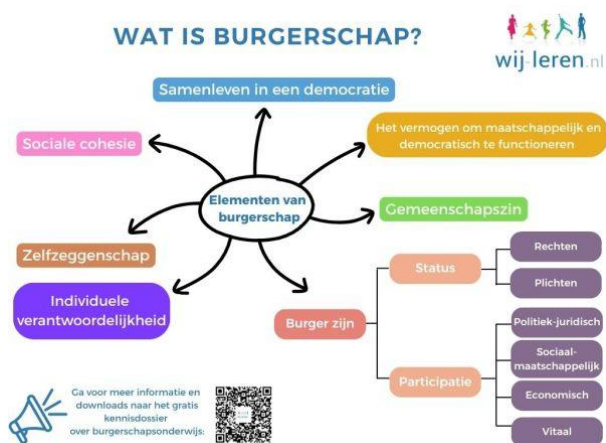 WAT IS BURGERSCHAP?
wij-leren.nl
Samenleven in een democratie
Sociale cohesie
Het vermogen om maatschappelijk en
democratisch te functioneren
Elementen van
burgerschap
Gemeenschapszin
Zelfzeggenschap
Individuele
verantwoordelijkheid
Burger zijn
Status
Rechten
Plichten
Participatie
Politiek-juridisch
Sociaal-
maatschappelijk
Economisch
Vitaal
Ga voor meer informatie en
downloads naar het gratis
kennisdossier
over burgerschapsonderwijs: